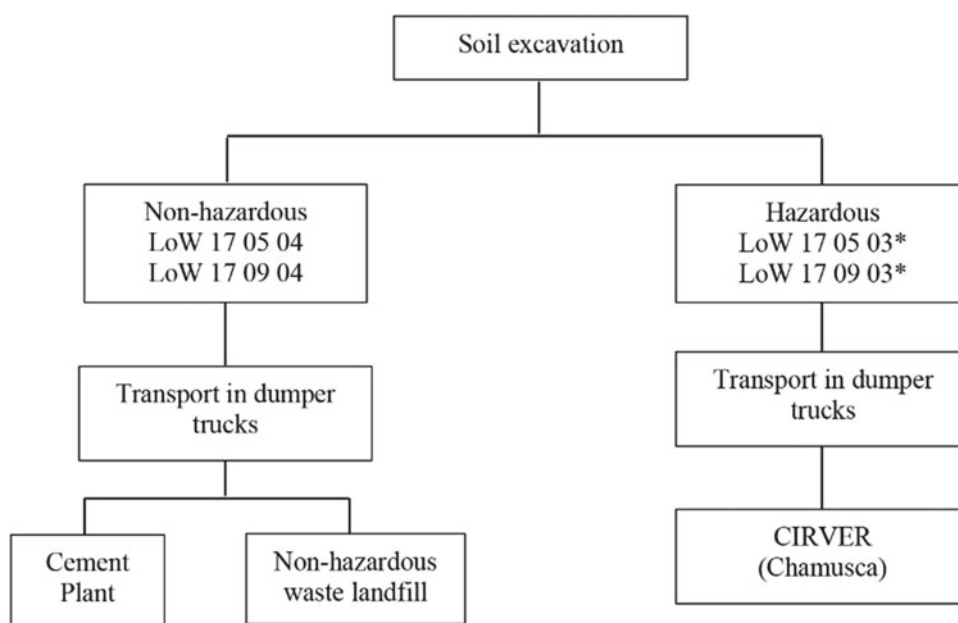 Soil excavation
Non-hazardous
LoW 17 05 04
LoW 17 09 04
Hazardous
LoW 17 05 03*
LoW 17 09 03*
Transport in dumper
trucks
Transport in dumper
trucks
Cement
Plant
Non-hazardous
waste landfill
CIRVER
(Chamusca)